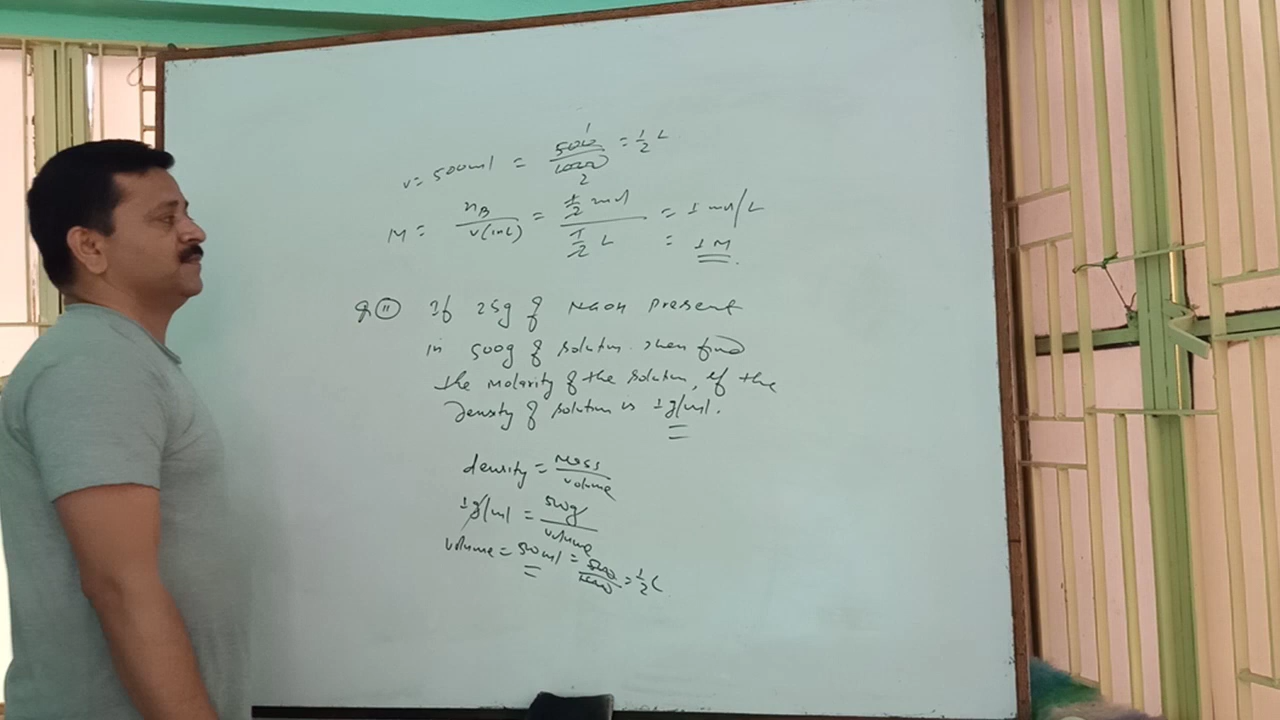 v = 500ml = 500/1000 = 1/2 L
M = nB/v(inL) = 1/2 mol / 1/2 L = 1 mol/L
= 1 M.
Q 11 If 25g of NaOH present
in 500g of solution. then find
the molarity of the solution, if the
density of solution is 1g/ml.
density = Mass/volume
1g/ml = 500g/volume
volume = 500ml = 500/1000 = 1/2 L